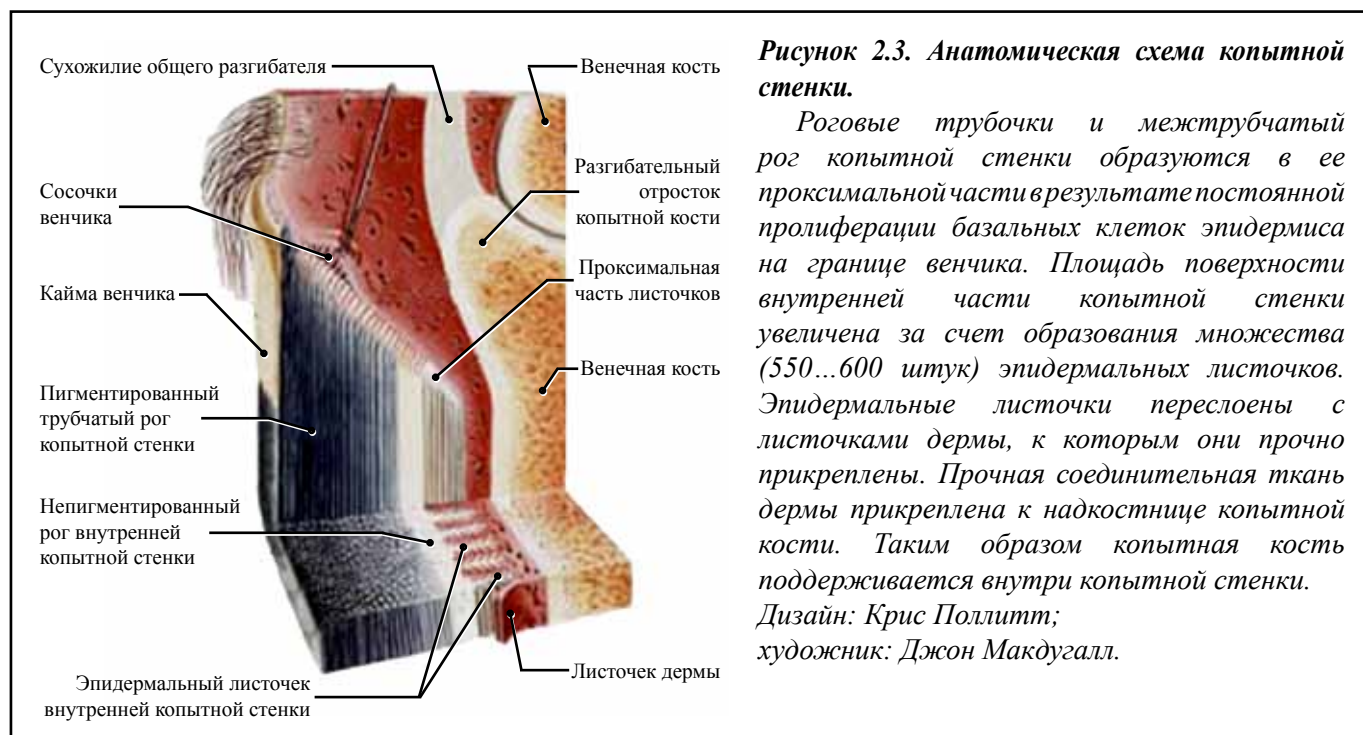 Сухожилие общего разгибателя
Сосочки
венчика
Кайма венчика
Пигментированный
трубчатый рог
копытной стенки
Непигментированный
рог внутренней
копытной стенки
Эпидермальный листочек
внутренней копытной стенки
Венечная кость
Разгибательный
отросток
копытной кости
Проксимальная
часть листочков
Венечная кость
Листочек дермы
Рисунок 2.3. Анатомическая схема копытной
стенки.
Роговые трубочки и межтрубчатый
рог копытной стенки образуются в ее
проксимальной части в результате постоянной
пролиферации базальных клеток эпидермиса
на границе венчика. Площадь поверхности
внутренней части копытной стенки
увеличена за счет образования множества
(550...600 штук) эпидермальных листочков.
Эпидермальные листочки переслоены с
листочками дермы, к которым они прочно
прикреплены. Прочная соединительная ткань
дермы прикреплена к надкостнице копытной
кости. Таким образом копытная кость
поддерживается внутри копытной стенки.
Дизайн: Крис Поллитт;
художник: Джон Макдугалл.